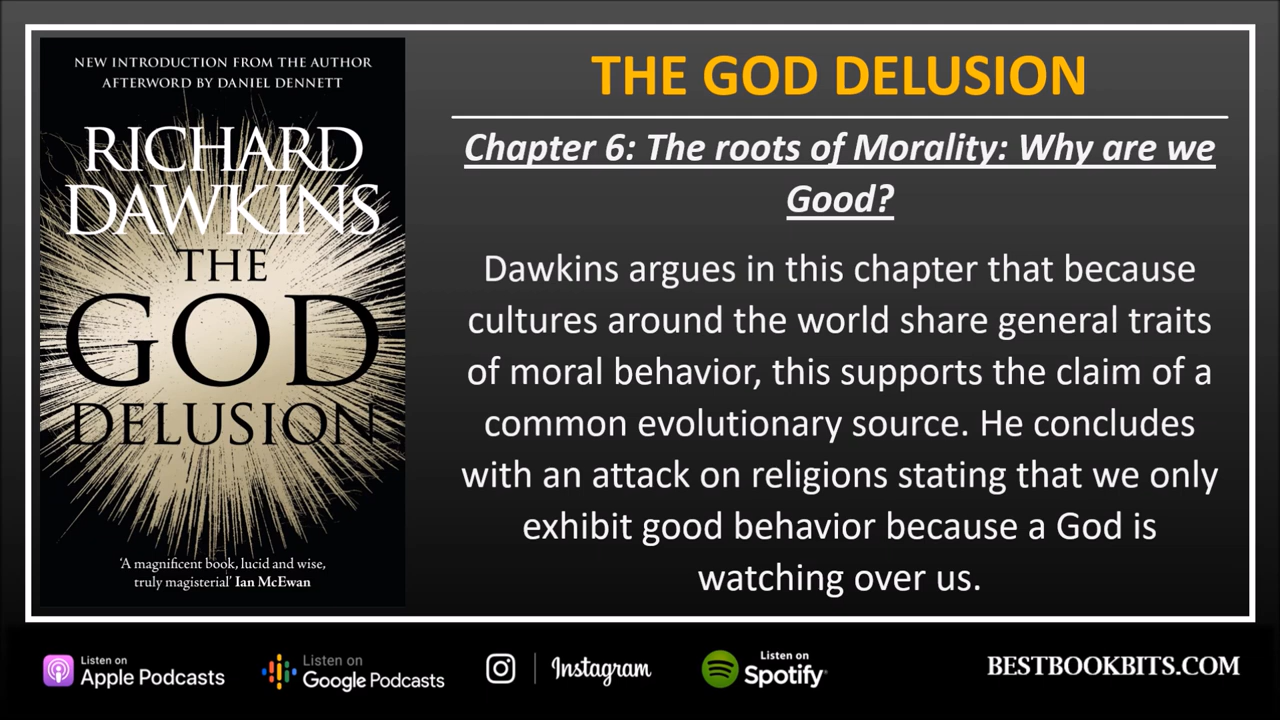 NEW INTRODUCTION FROM THE AUTHOR
AFTERWORD BY DANIEL DENNETT
RICHARD
DAWKINS
THE
GOD
DELUSION
‘A magnificent book, lucid and wise,
truly magisterial’ Ian McEwan
THE GOD DELUSION
Chapter 6: The roots of Morality: Why are we
Good?
Dawkins argues in this chapter that because
cultures around the world share general traits
of moral behavior, this supports the claim of a
common evolutionary source. He concludes
with an attack on religions stating that we only
exhibit good behavior because a God is
watching over us.
Listen on
Apple Podcasts
Listen on
Google Podcasts
Instagram
Listen on
Spotify
BESTBOOKBITS.COM